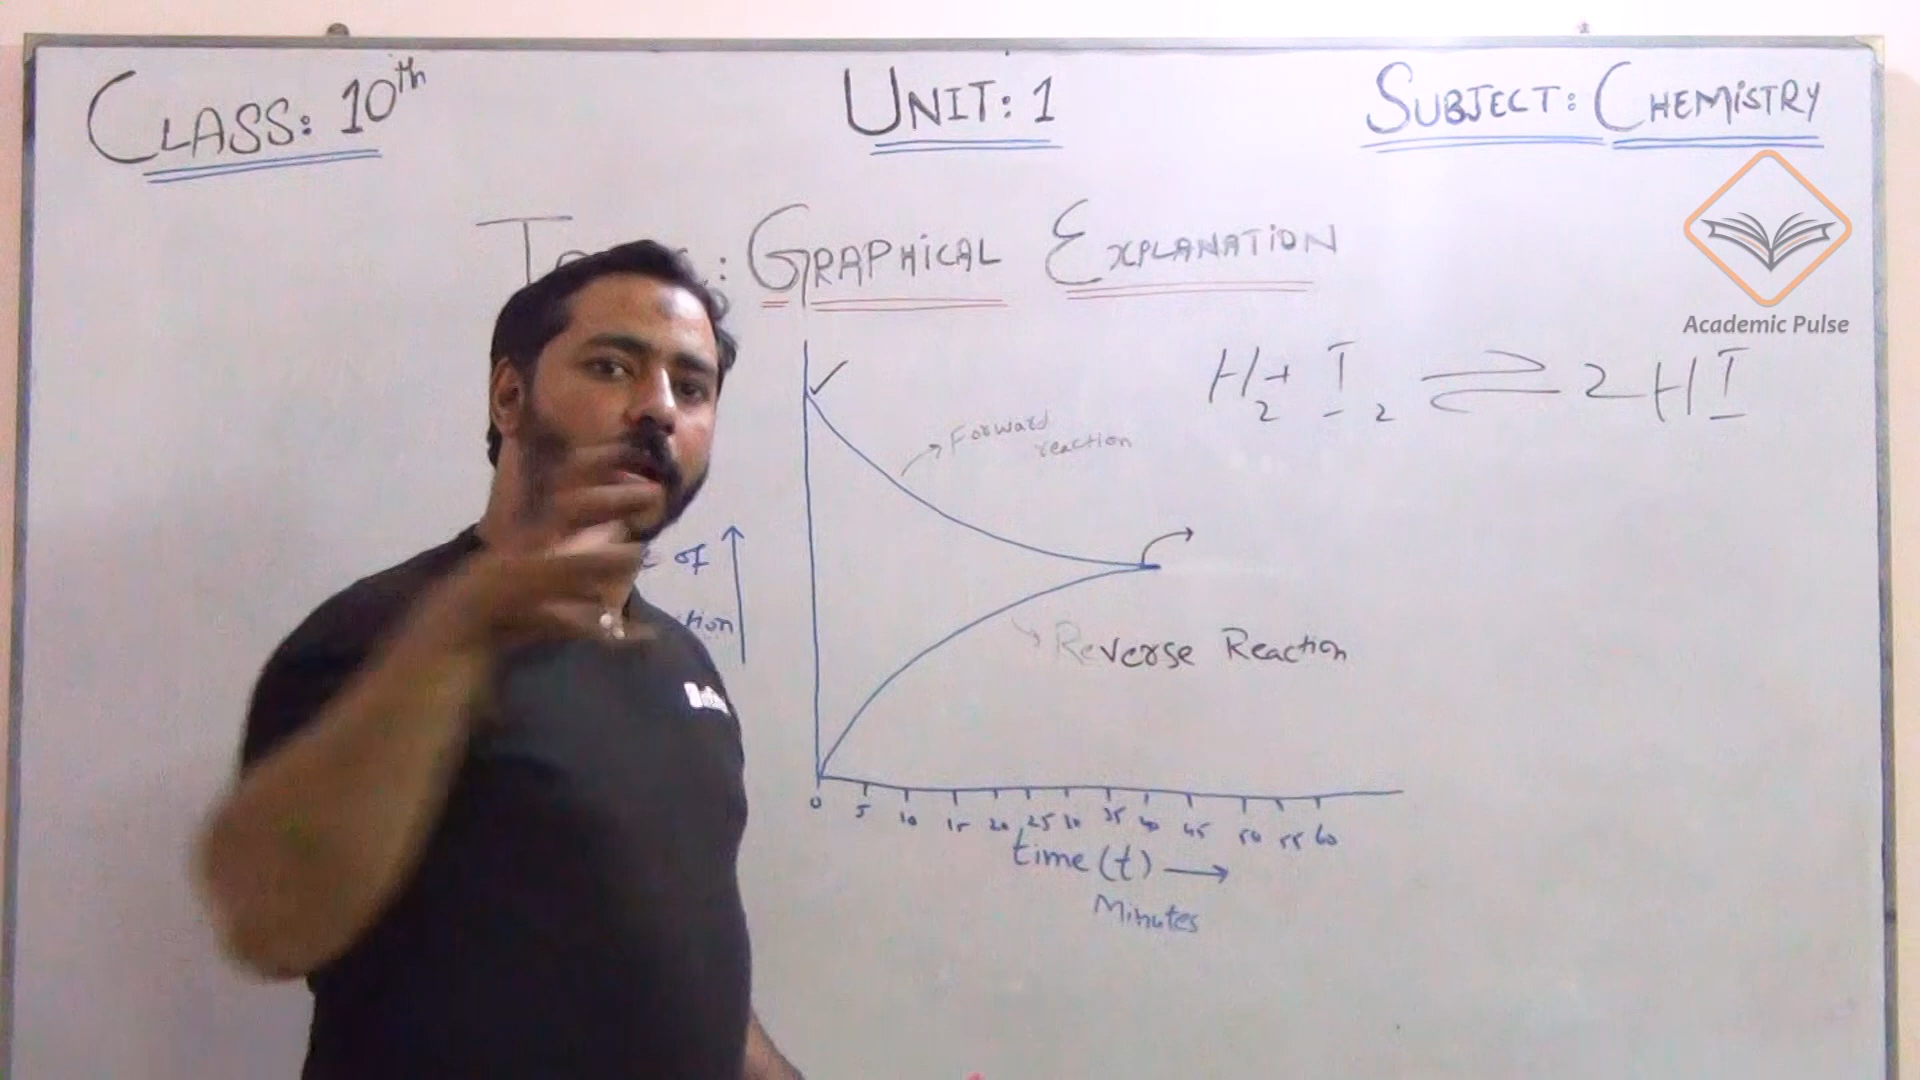 CLASS: 10th
UNIT: 1
SUBJECT: CHEMISTRY
GRAPHICAL EXPLANATION
Academic Pulse
H2 + I2 ⇌ 2HI
Forward
reaction
of
Reverse Reaction
0 5 10 15 20 25 30 35 40 45 50 55 60
time (t) →
Minutes